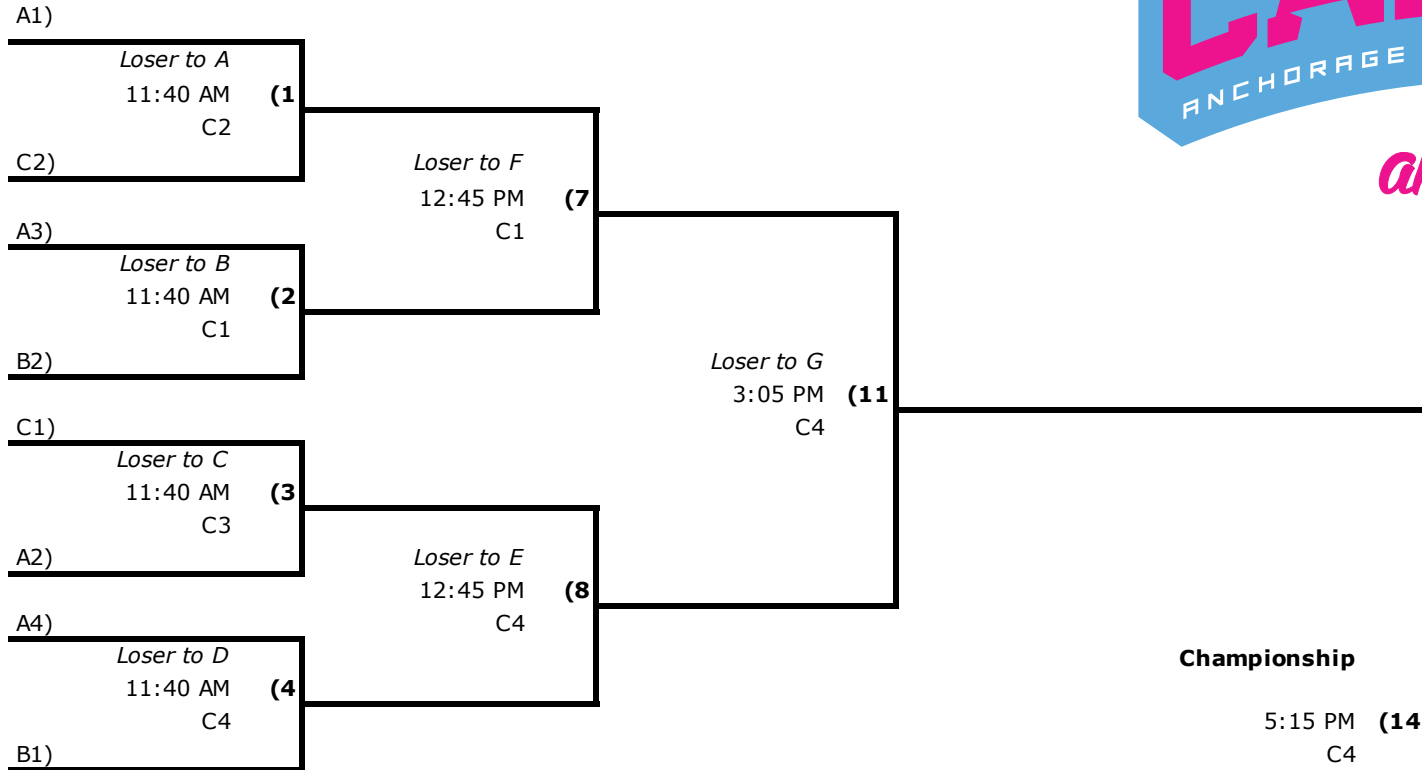 A1)
Loser to A
11:40 AM (1
C2
C2)
A3)
Loser to B
11:40 AM (2
C1
B2)
C1)
Loser to C
11:40 AM (3
C3
A2)
A4)
Loser to D
11:40 AM (4
C4
B1)
Loser to F
12:45 PM (7
C1
Loser to E
12:45 PM (8
C4
Loser to G
3:05 PM (11
C4
ANCHORAGE
Championship
5:15 PM (14
C4